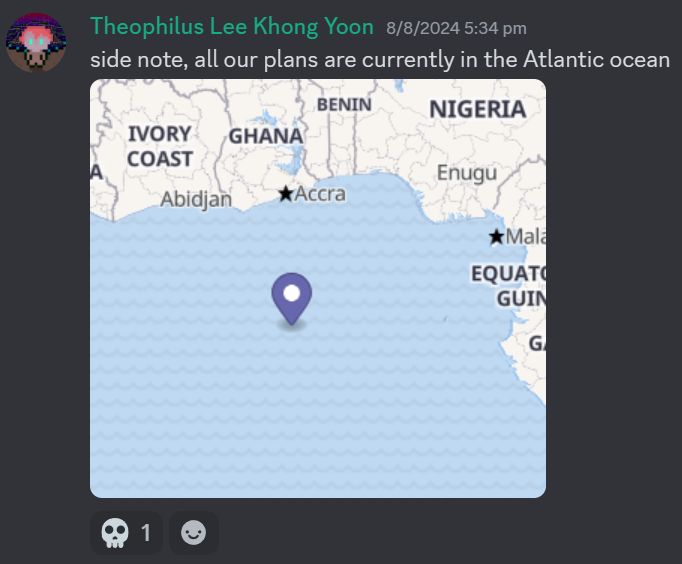 Theophilus Lee Khong Yoon 8/8/2024 5:34 pm
side note, all our plans are currently in the Atlantic ocean
BENIN
NIGERIA
IVORY
COAST
GHANA
A
Enugu
Abidjan
Accra
Mala
EQUATO
GUIN
GA
1